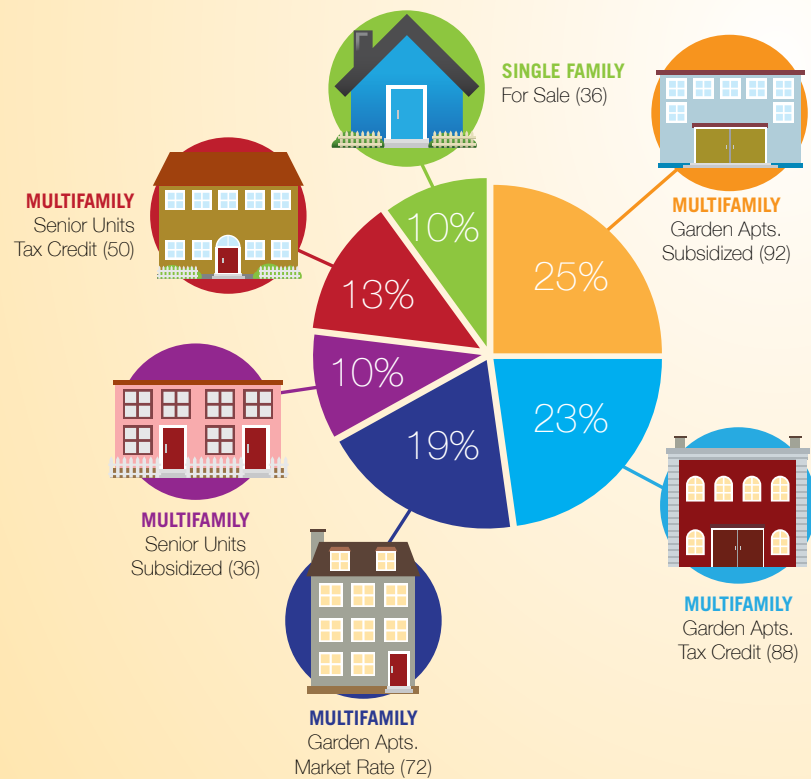 SINGLE FAMILY
For Sale (36)
MULTIFAMILY
Garden Apts.
Subsidized (92)
MULTIFAMILY
Senior Units
Tax Credit (50)
10%
25%
13%
10%
23%
19%
MULTIFAMILY
Senior Units
Subsidized (36)
MULTIFAMILY
Garden Apts.
Tax Credit (88)
MULTIFAMILY
Garden Apts.
Market Rate (72)